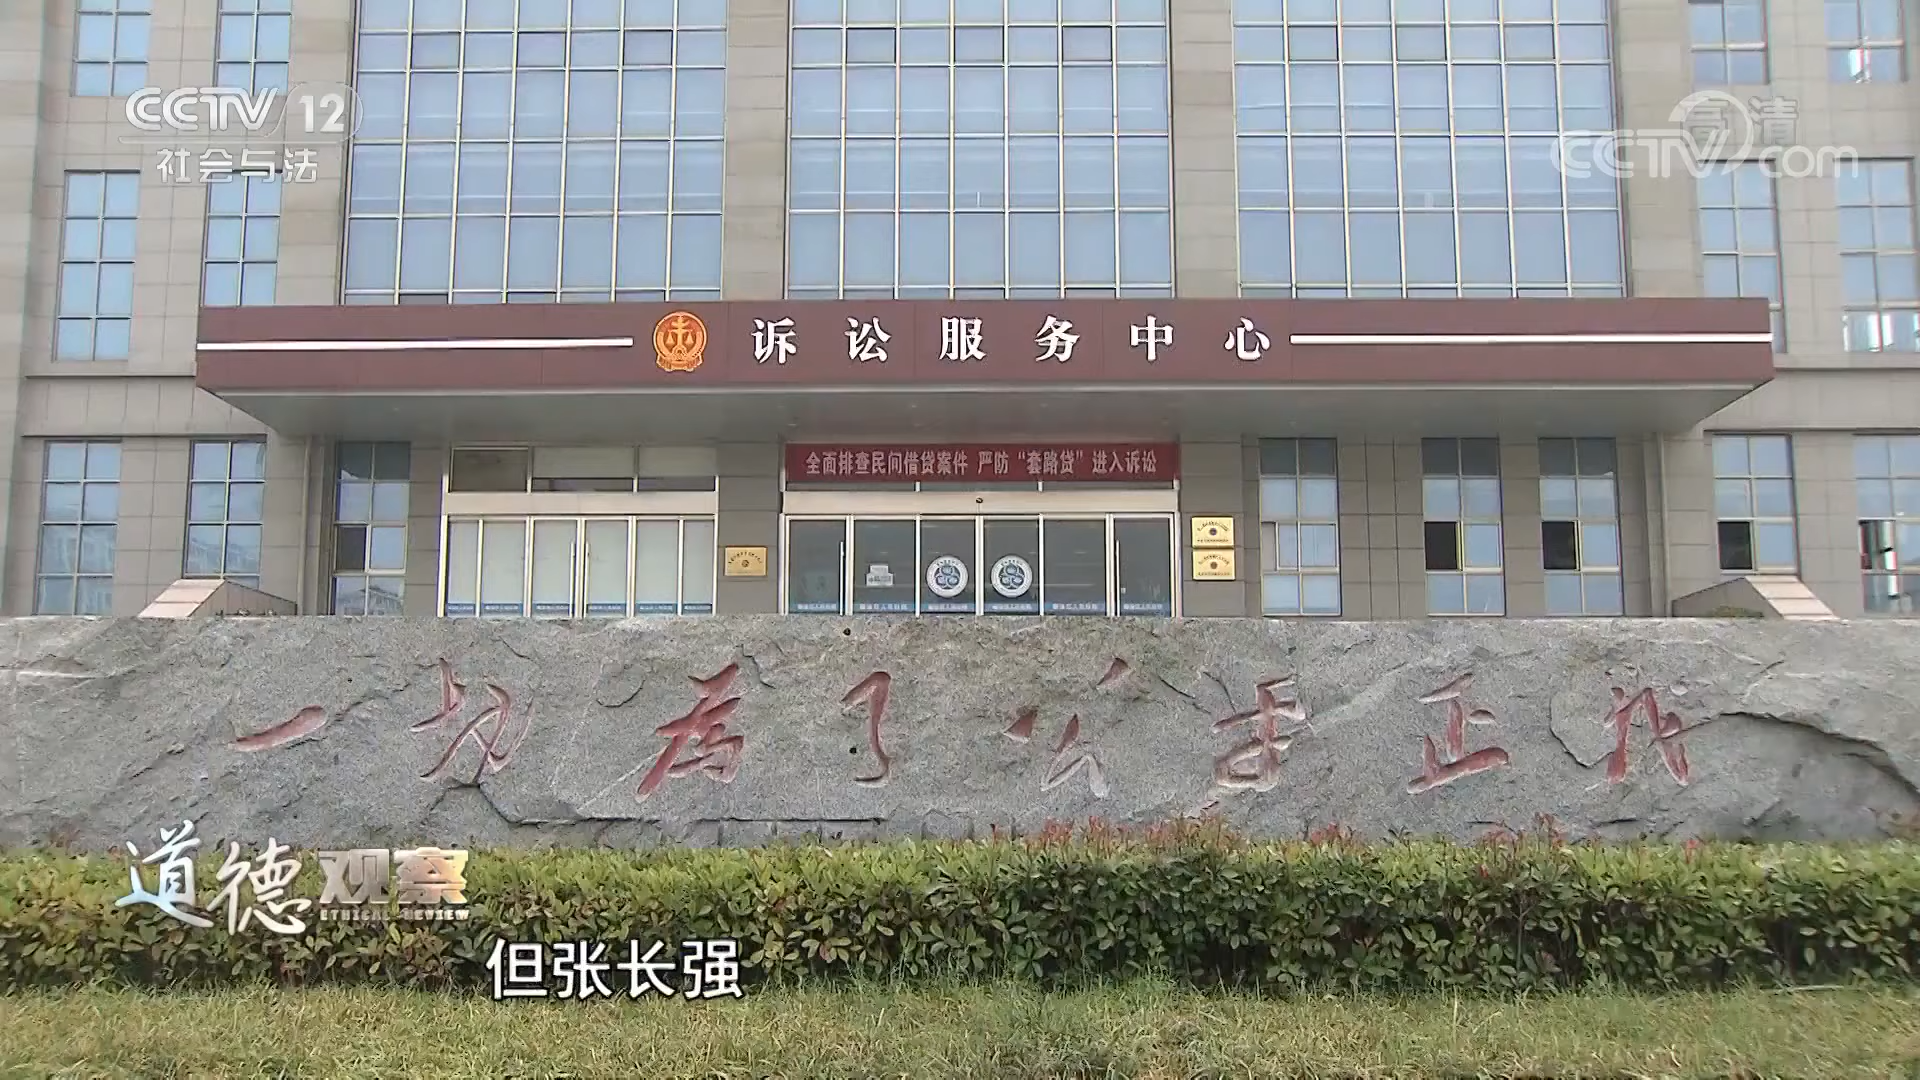 CCTV 12
社会与法
高清
CCTV.com
诉讼服务中心
全面排查民间借贷案件 严防“套路贷”进入诉讼
一切为了公平正义
道德观察
ETHICAL REVIEW
但张长强